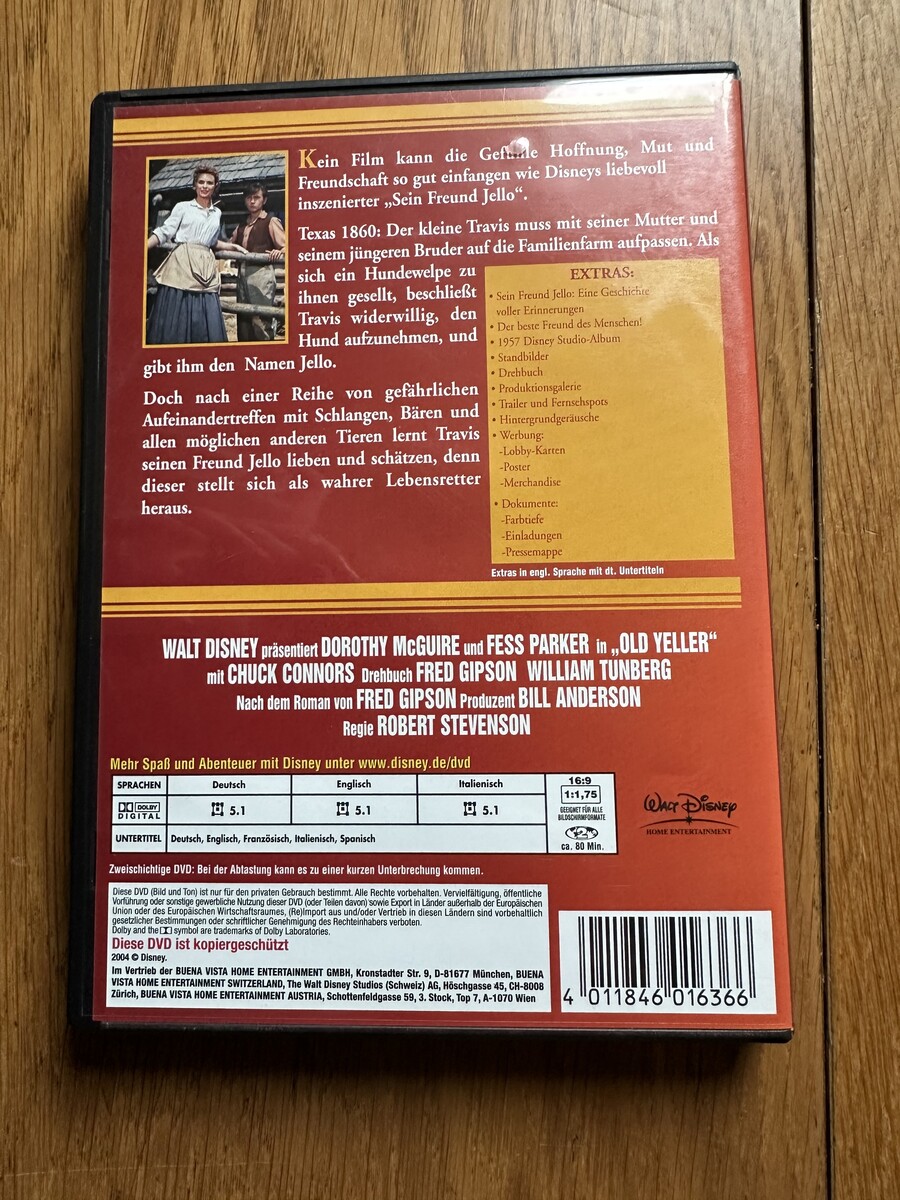 Kein Film kann die Gefühle Hoffnung, Mut und
Freundschaft so gut einfangen wie Disneys liebevoll
inszenierter „Sein Freund Jello“.
Texas 1860: Der kleine Travis muss mit seiner Mutter und
seinem jüngeren Bruder auf die Familienfarm aufpassen. Als
sich ein Hundewelpe zu
ihnen gesellt, beschließt
Travis widerwillig, den
Hund aufzunehmen, und
gibt ihm den Namen Jello.
Doch nach einer Reihe von gefährlichen
Aufeinandertreffen mit Schlangen, Bären und
allen möglichen anderen Tieren lernt Travis
seinen Freund Jello lieben und schätzen, denn
dieser stellt sich als wahrer Lebensretter
heraus.
EXTRAS:
• Sein Freund Jello: Eine Geschichte
voller Erinnerungen
• Der beste Freund des Menschen!
• 1957 Disney Studio-Album
• Standbilder
• Drehbuch
• Produktionsgalerie
• Trailer und Fernsehspots
• Hintergrundgeräusche
• Werbung:
-Lobby-Karten
-Poster
-Merchandise
• Dokumente:
-Farbtiefe
-Einladungen
-Pressemappe
Extras in engl. Sprache mit dt. Untertiteln
WALT DISNEY präsentiert DOROTHY McGUIRE und FESS PARKER in „OLD YELLER“
mit CHUCK CONNORS Drehbuch FRED GIPSON WILLIAM TUNBERG
Nach dem Roman von FRED GIPSON Produzent BILL ANDERSON
Regie ROBERT STEVENSON
Mehr Spaß und Abenteuer mit Disney unter www.disney.de/dvd
SPRACHEN Deutsch Englisch Italienisch
DOLBY DIGITAL 5.1 5.1 5.1
UNTERTITEL Deutsch, Englisch, Französisch, Italienisch, Spanisch
16:9
1:1,75
GEEIGNET FÜR ALLE
BILDSCHIRMFORMATE
2
ca. 80 Min.
WALT DISNEY
HOME ENTERTAINMENT
Zweischichtige DVD: Bei der Abtastung kann es zu einer kurzen Unterbrechung kommen.
Diese DVD (Bild und Ton) ist nur für den privaten Gebrauch bestimmt. Alle Rechte vorbehalten. Vervielfältigung, öffentliche
Vorführung oder sonstige gewerbliche Nutzung dieser DVD (oder Teilen davon) sowie Export in Länder außerhalb der Europäischen
Union oder des Europäischen Wirtschaftsraumes, (Re)Import aus und/oder Vertrieb in diesen Ländern sind vorbehaltlich
gesetzlicher Bestimmungen oder schriftlicher Genehmigung des Rechteinhabers verboten.
Dolby and the symbol are trademarks of Dolby Laboratories.
Diese DVD ist kopiergeschützt
2004 © Disney.
Im Vertrieb der BUENA VISTA HOME ENTERTAINMENT GMBH, Kronstadter Str. 9, D-81677 München, BUENA
VISTA HOME ENTERTAINMENT SWITZERLAND, The Walt Disney Studios (Schweiz) AG, Höschgasse 45, CH-8008
Zürich, BUENA VISTA HOME ENTERTAINMENT AUSTRIA, Schottenfeldgasse 59, 3. Stock, Top 7, A-1070 Wien
4 011846 016366